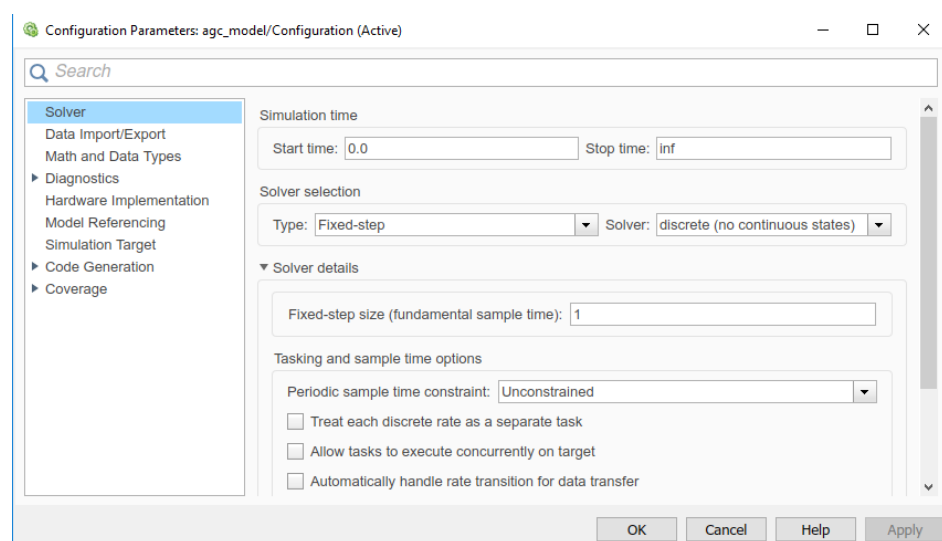 Configuration Parameters: agc_model/Configuration (Active)
Search
Solver
Data Import/Export
Math and Data Types
Diagnostics
Hardware Implementation
Model Referencing
Simulation Target
Code Generation
Coverage
Simulation time
Start time: 0.0 Stop time: inf
Solver selection
Type: Fixed-step Solver: discrete (no continuous states)
Solver details
Fixed-step size (fundamental sample time): 1
Tasking and sample time options
Periodic sample time constraint: Unconstrained
Treat each discrete rate as a separate task
Allow tasks to execute concurrently on target
Automatically handle rate transition for data transfer
OK Cancel Help Apply